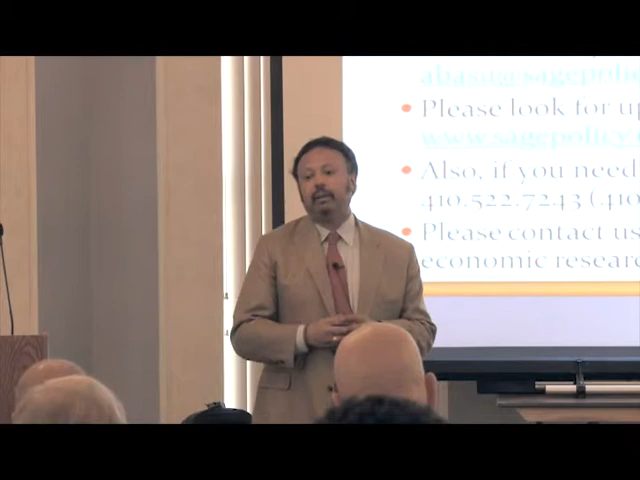 abasu@sagepolic
Please look for up
www.sagepolicy.
Also, if you need
410.522.7243 (.410
Please contact us
economic resear